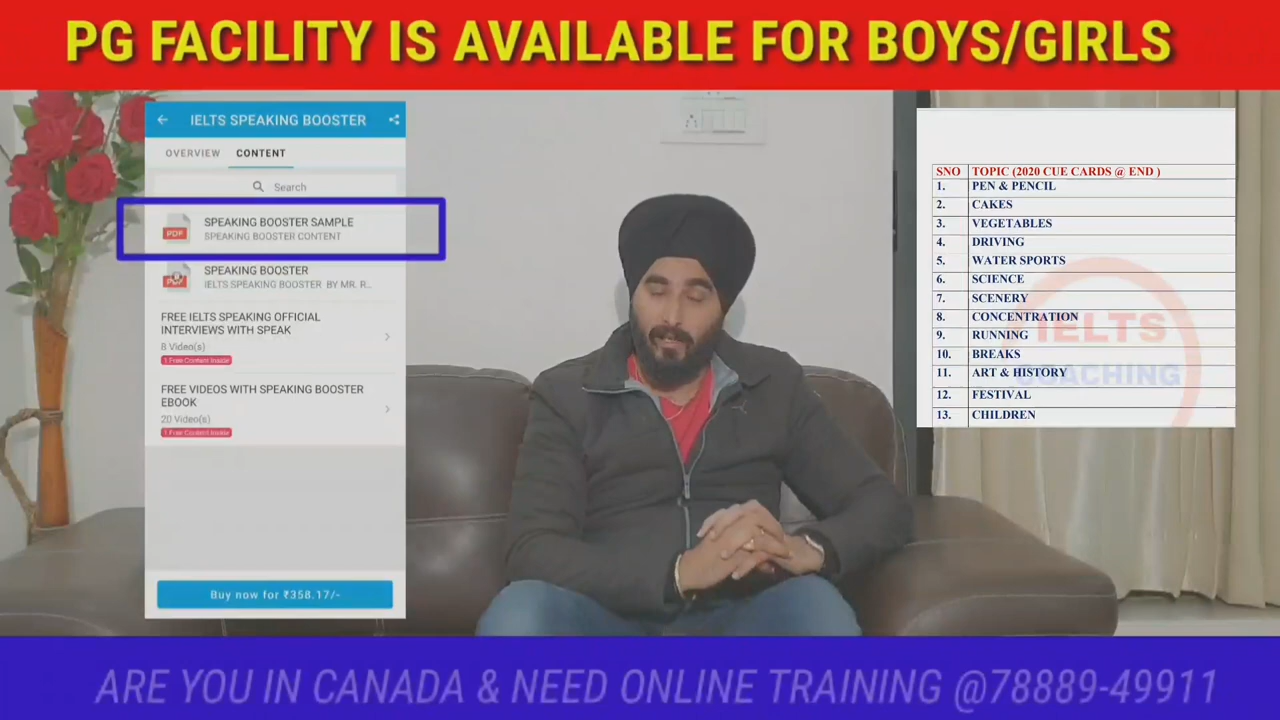 PG FACILITY IS AVAILABLE FOR BOYS/GIRLS
IELTS SPEAKING BOOSTER
OVERVIEW CONTENT
Search
PDF
SPEAKING BOOSTER SAMPLE
SPEAKING BOOSTER CONTENT
SPEAKING BOOSTER
IELTS SPEAKING BOOSTER BY MR. R...
FREE IELTS SPEAKING OFFICIAL
INTERVIEWS WITH SPEAK
8 Video(s)
1 Free Content Inside
FREE VIDEOS WITH SPEAKING BOOSTER
EBOOK
20 Video(s)
1 Free Content Inside
Buy now for ₹358.17/-
SNO TOPIC (2020 CUE CARDS @ END )
1. PEN & PENCIL
2. CAKES
3. VEGETABLES
4. DRIVING
5. WATER SPORTS
6. SCIENCE
7. SCENERY
8. CONCENTRATION
9. RUNNING
10. BREAKS
11. ART & HISTORY
12. FESTIVAL
13. CHILDREN
IELTS
COACHING
ARE YOU IN CANADA & NEED ONLINE TRAINING @78889-49911